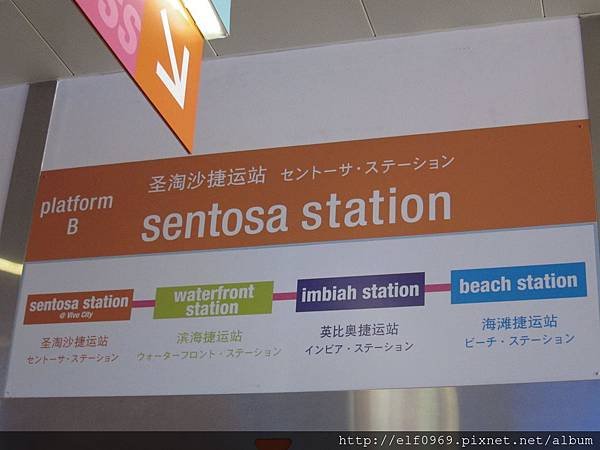 SS
platform
B
圣淘沙捷运站 セントーサ・ステーション
sentosa station
sentosa station
@ Vivo City
圣淘沙捷运站
セントーサ・ステーション
waterfront
station
滨海捷运站
ウォーターフロント・ステーション
imbiah station
英比奥捷运站
インビア・ステーション
beach station
海滩捷运站
ビーチ・ステーション
http://elf0969.pixnet.net/album